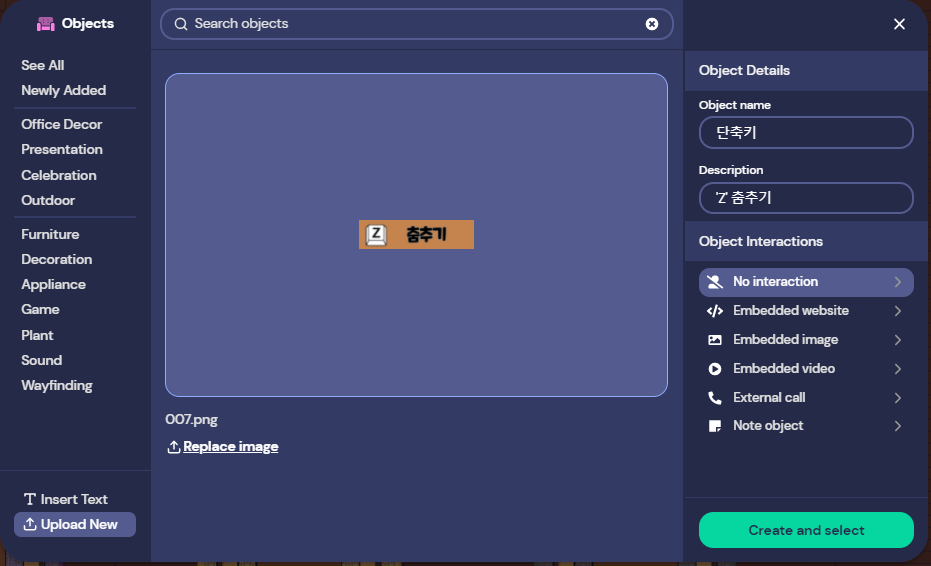 Objects
See All
Newly Added
Office Decor
Presentation
Celebration
Outdoor
Furniture
Decoration
Appliance
Game
Plant
Sound
Wayfinding
Insert Text
Upload New
Search objects
Z 춤추기
007.png
Replace image
Object Details
Object name
단축키
Description
'Z' 춤추기
Object Interactions
No interaction
Embedded website
Embedded image
Embedded video
External call
Note object
Create and select